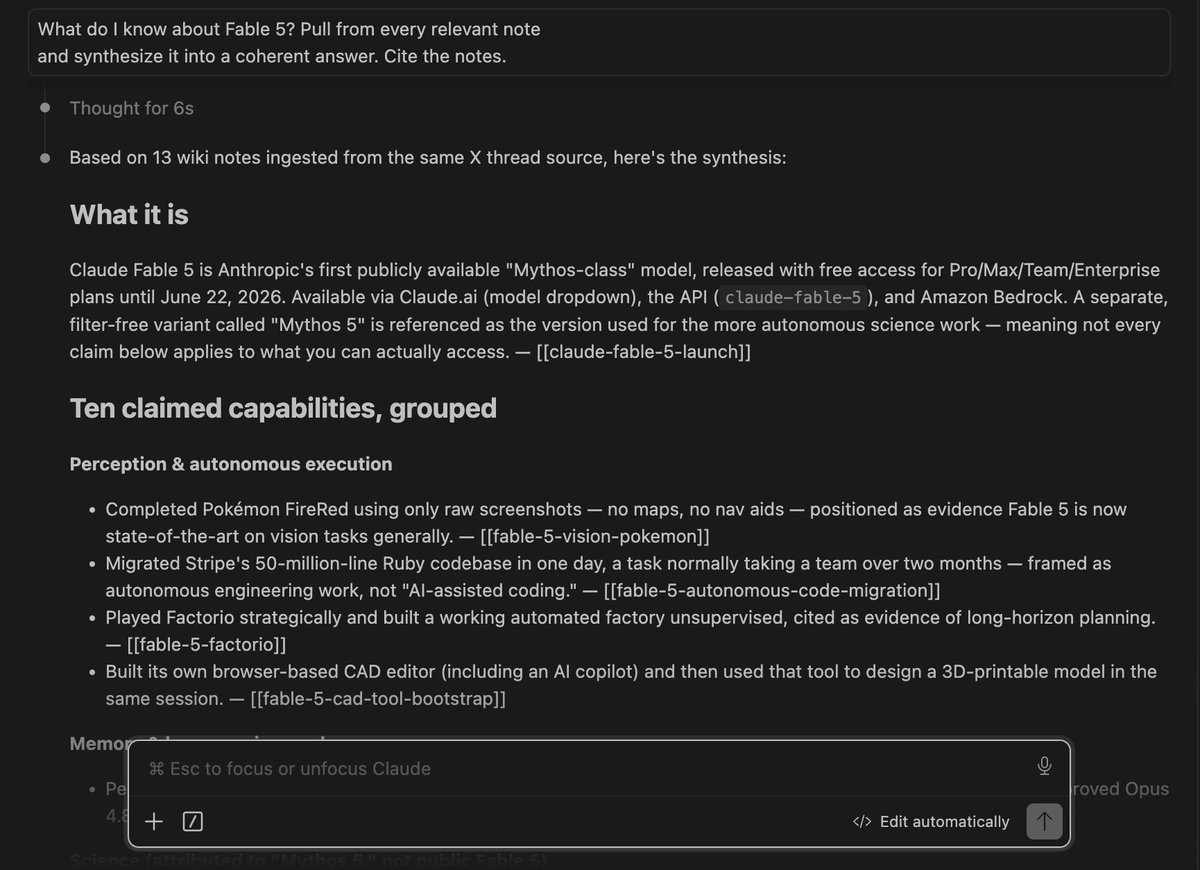 What do I know about Fable 5? Pull from every relevant note
and synthesize it into a coherent answer. Cite the notes.
Thought for 6s
Based on 13 wiki notes ingested from the same X thread source, here's the synthesis:
What it is
Claude Fable 5 is Anthropic's first publicly available "Mythos-class" model, released with free access for Pro/Max/Team/Enterprise
plans until June 22, 2026. Available via Claude.ai (model dropdown), the API (claude-fable-5), and Amazon Bedrock. A separate,
filter-free variant called "Mythos 5" is referenced as the version used for the more autonomous science work — meaning not every
claim below applies to what you can actually access. — [[claude-fable-5-launch]]
Ten claimed capabilities, grouped
Perception & autonomous execution
• Completed Pokémon FireRed using only raw screenshots — no maps, no nav aids — positioned as evidence Fable 5 is now
state-of-the-art on vision tasks generally. — [[fable-5-vision-pokemon]]
• Migrated Stripe's 50-million-line Ruby codebase in one day, a task normally taking a team over two months — framed as
autonomous engineering work, not "AI-assisted coding." — [[fable-5-autonomous-code-migration]]
• Played Factorio strategically and built a working automated factory unsupervised, cited as evidence of long-horizon planning.
— [[fable-5-factorio]]
• Built its own browser-based CAD editor (including an AI copilot) and then used that tool to design a 3D-printable model in the
same session. — [[fable-5-cad-tool-bootstrap]]
⌘ Esc to focus or unfocus Claude
Opus
4.8
</> Edit automatically
Science (attributed to "Mythos 5," not public Fable 5)